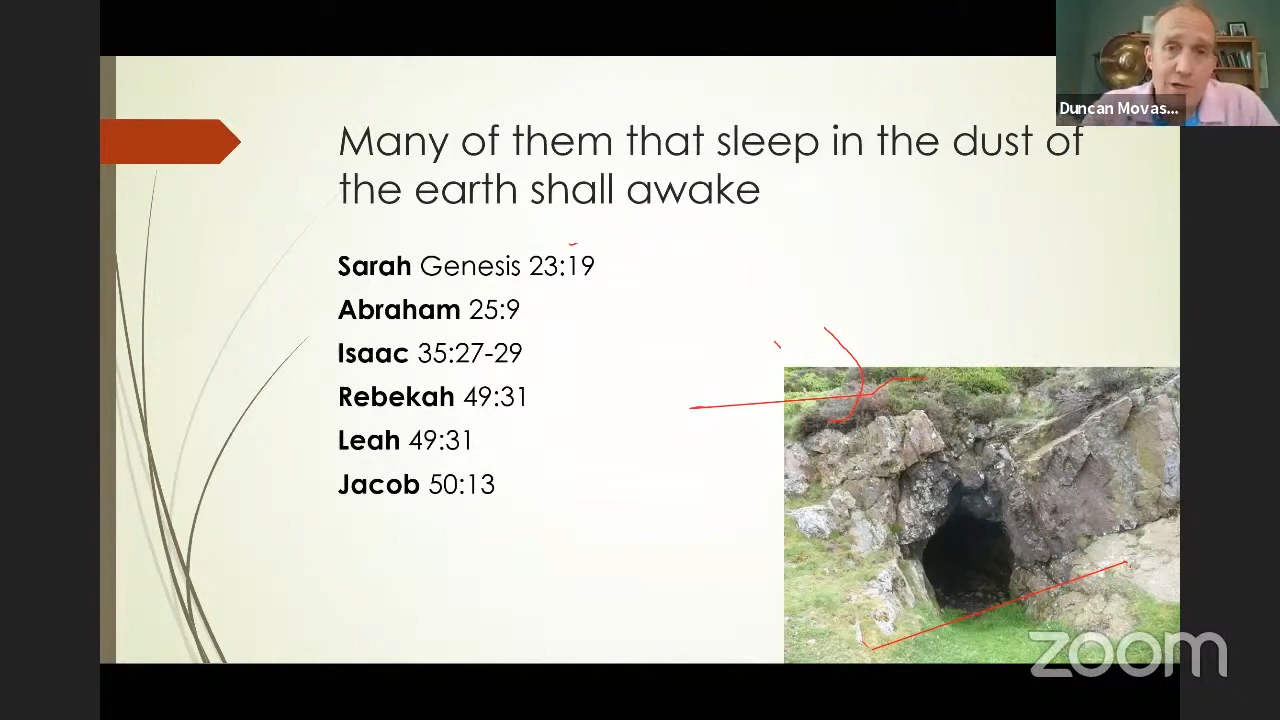 Duncan Movas...
Many of them that sleep in the dust of
the earth shall awake
Sarah Genesis 23:19
Abraham 25:9
Isaac 35:27-29
Rebekah 49:31
Leah 49:31
Jacob 50:13
zoom